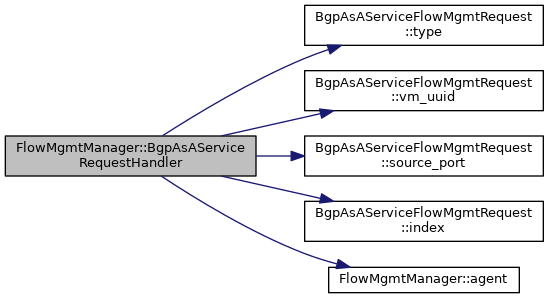 BgpAsAServiceFlowMgmtRequest
::type
BgpAsAServiceFlowMgmtRequest
::vm_uuid
FlowMgmtManager::BgpAsAService
RequestHandler
BgpAsAServiceFlowMgmtRequest
::source_port
BgpAsAServiceFlowMgmtRequest
::index
FlowMgmtManager::agent